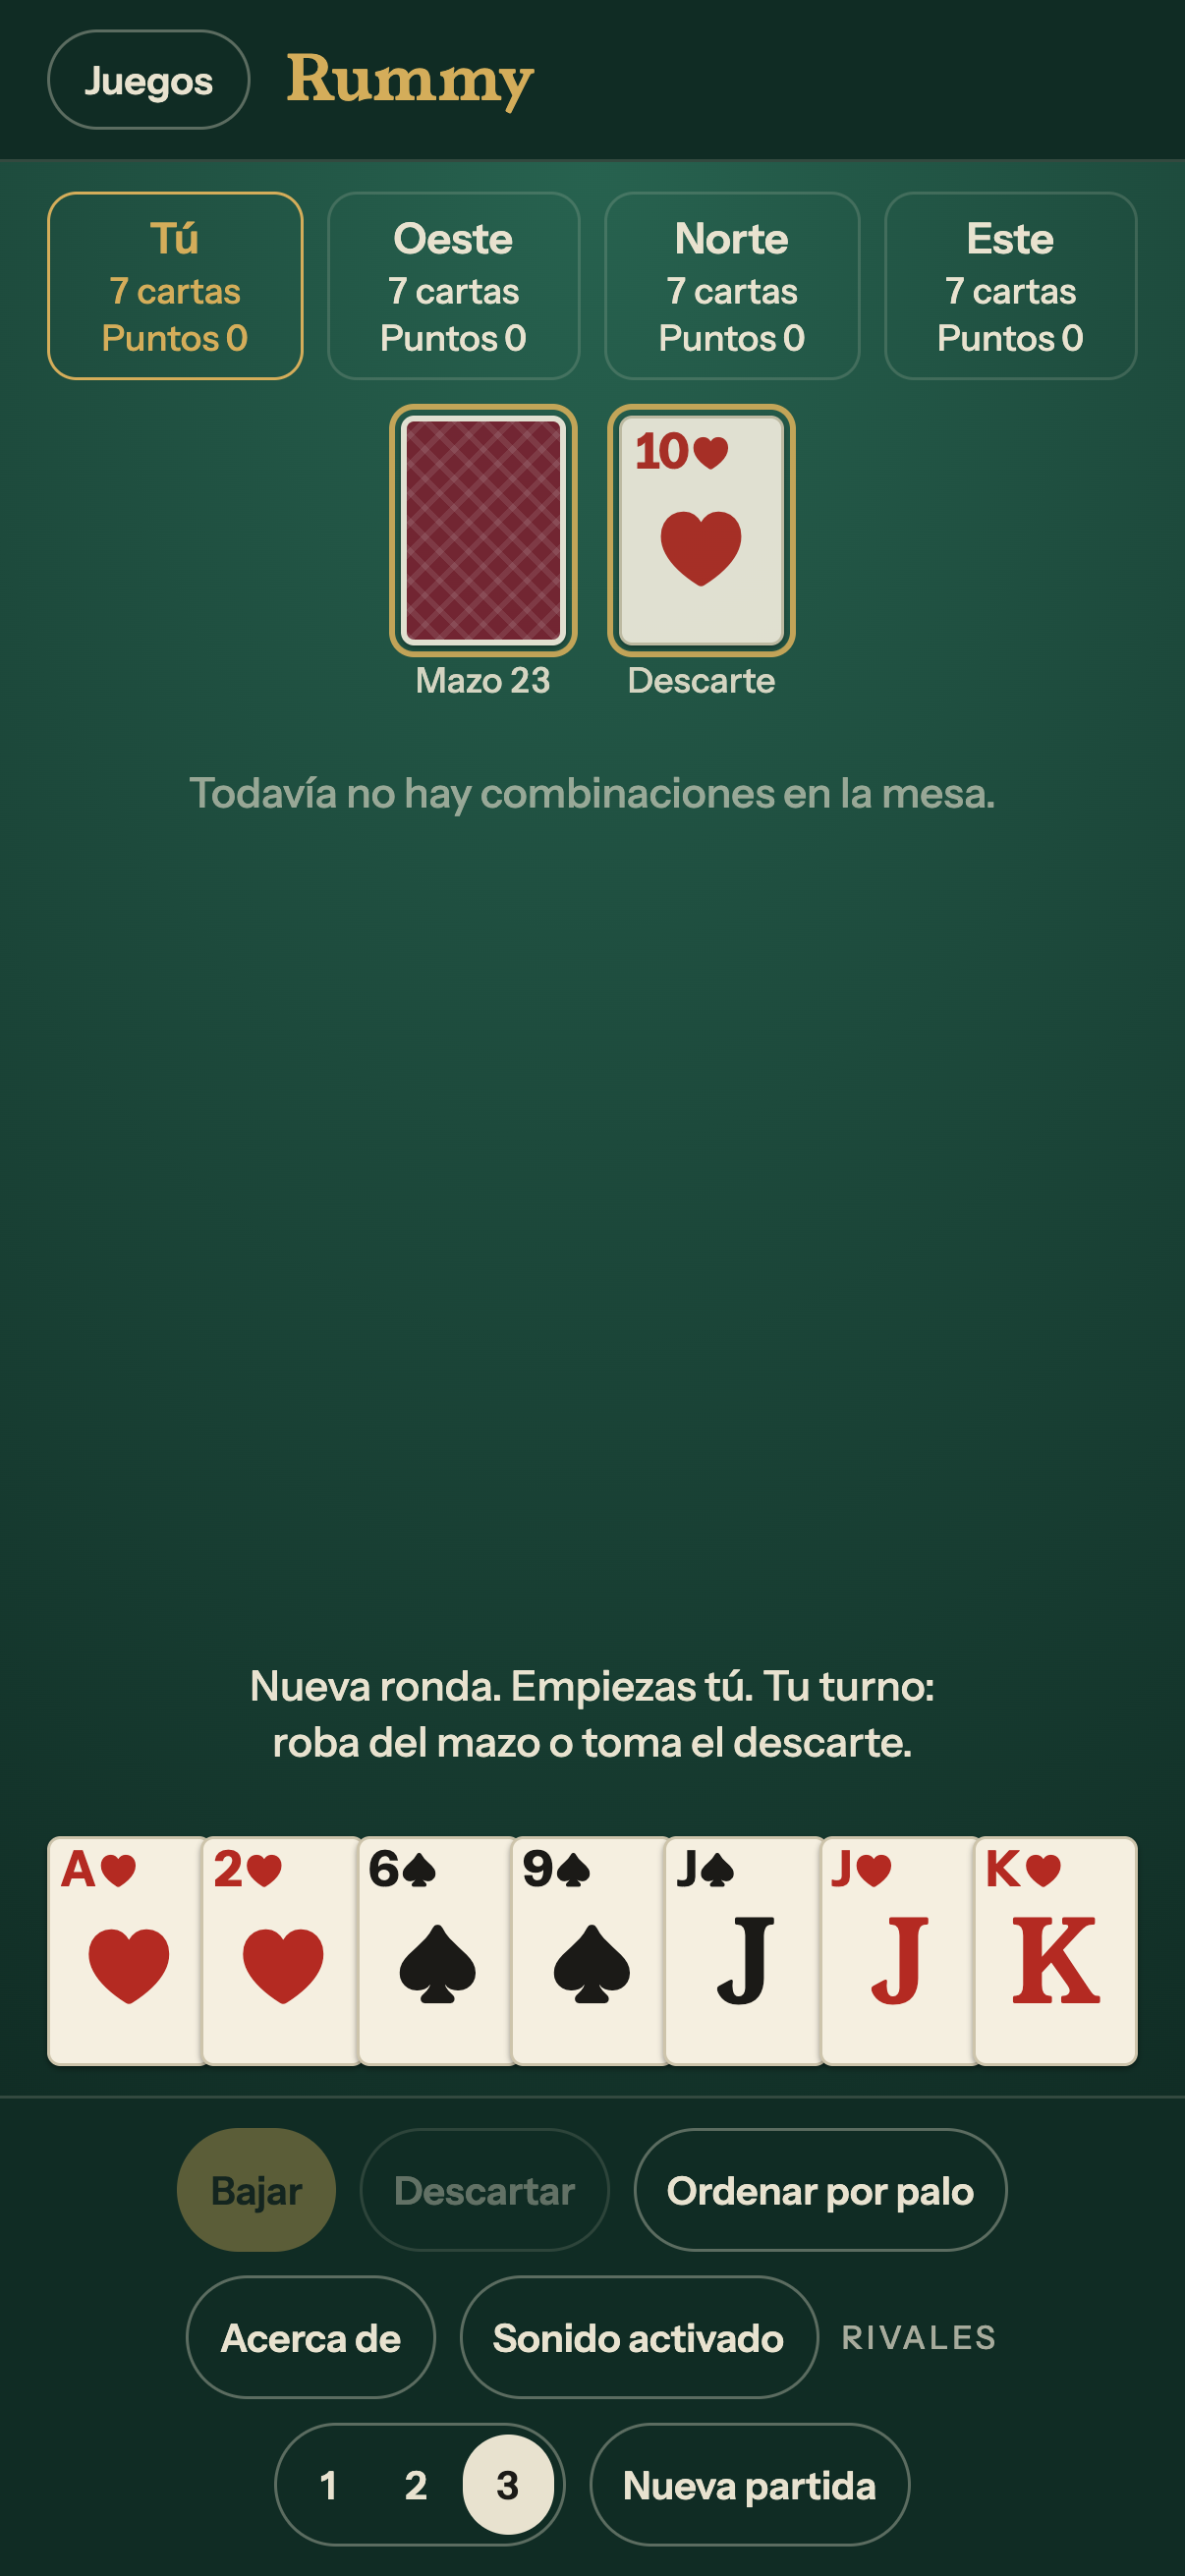 Juegos Rummy
Tú Oeste Norte Este
7 cartas 7 cartas 7 cartas 7 cartas
Puntos 0 Puntos 0 Puntos 0 Puntos 0
10♥
Mazo 23 Descarte
Todavía no hay combinaciones en la mesa.
Nueva ronda. Empiezas tú. Tu turno:
roba del mazo o toma el descarte.
A♥ 2♥ 6♠ 9♠ J♠ J♥ K♥
J J K
Bajar Descartar Ordenar por palo
Acerca de Sonido activado RIVALES
1 2 3 Nueva partida